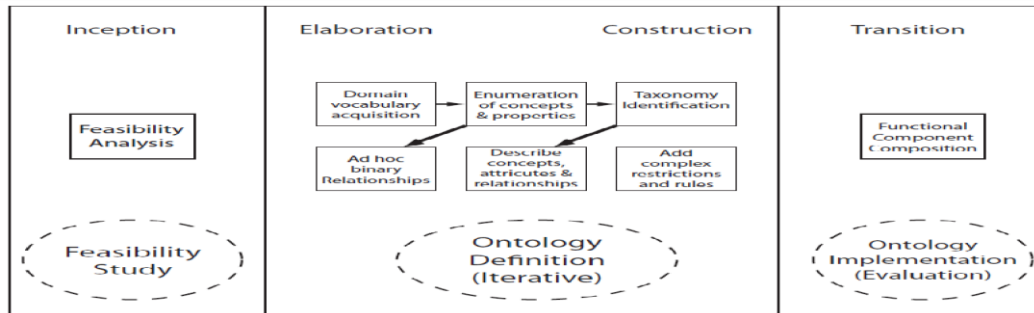 Inception
Elaboration
Construction
Transition
Domain
vocabulary
acquisition
Enumeration
of concepts
& properties
Taxonomy
Identification
Feasibility
Analysis
Functional
Component
Composition
Ad hoc
binary
Relationships
Describe
concepts,
attributes &
relationships
Add
complex
restrictions
and rules
Feasibility
Study
Ontology
Definition
(Iterative)
Ontology
Implementation
(Evaluation)